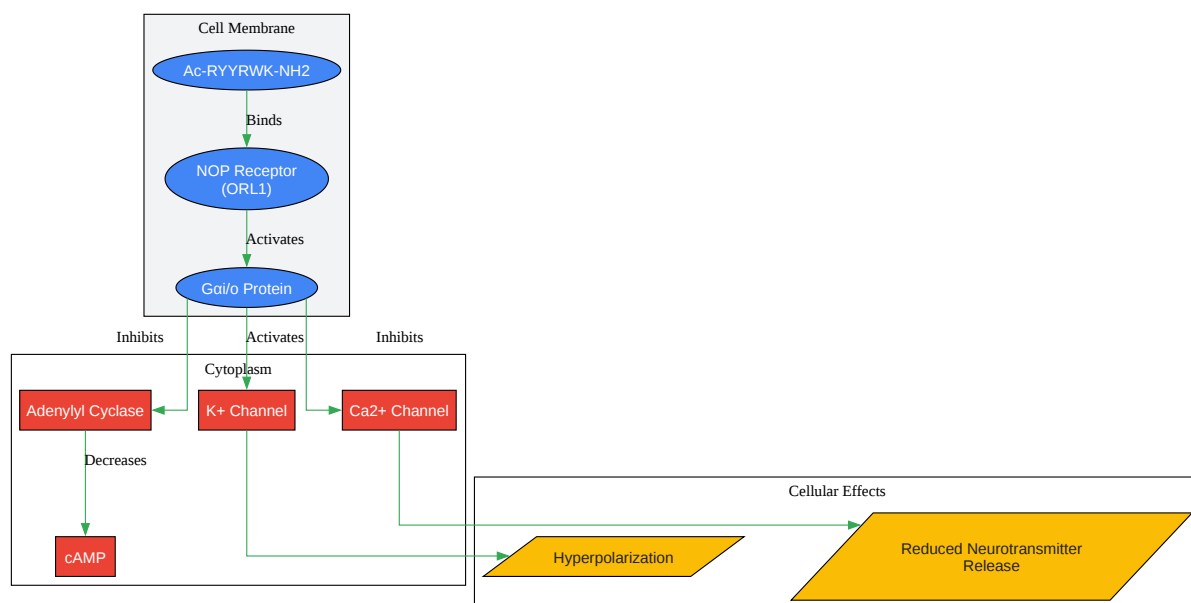 Cell Membrane
Ac-RYYRWK-NH2
Binds
NOP Receptor
(ORL1)
Activates
Gαi/o Protein
Inhibits
Activates
Inhibits
Cytoplasm
Adenylyl Cyclase
K+ Channel
Ca2+ Channel
Decreases
cAMP
Cellular Effects
Hyperpolarization
Reduced Neurotransmitter
Release